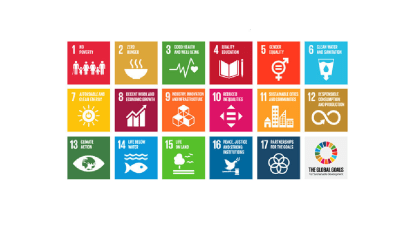 1 NO
POVERTY
2 ZERO
HUNGER
3 GOOD HEALTH
AND WELL-BEING
4 QUALITY
EDUCATION
5 GENDER
EQUALITY
6 CLEAN WATER
AND SANITATION
7 AFFORDABLE AND
CLEAN ENERGY
8 DECENT WORK AND
ECONOMIC GROWTH
9 INDUSTRY, INNOVATION
AND INFRASTRUCTURE
10 REDUCED
INEQUALITIES
11 SUSTAINABLE CITIES
AND COMMUNITIES
12 RESPONSIBLE
CONSUMPTION
AND PRODUCTION
13 CLIMATE
ACTION
14 LIFE BELOW
WATER
15 LIFE
ON LAND
16 PEACE, JUSTICE
AND STRONG
INSTITUTIONS
17 PARTNERSHIPS
FOR THE GOALS
THE GLOBAL GOALS
For Sustainable Development